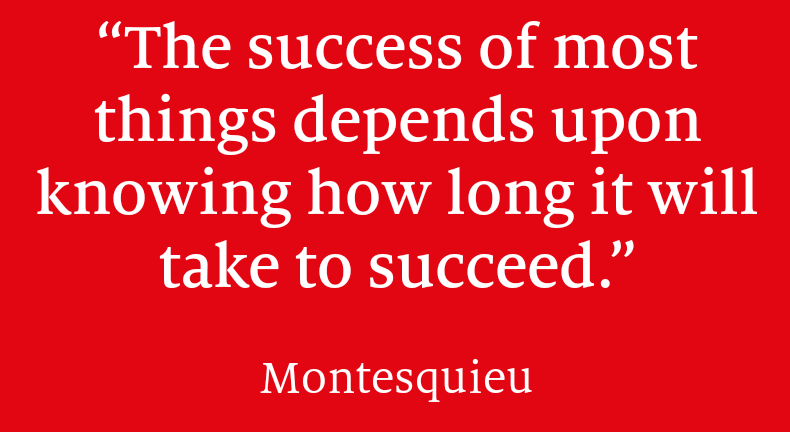 “The success of most
things depends upon
knowing how long it will
take to succeed.”
Montesquieu